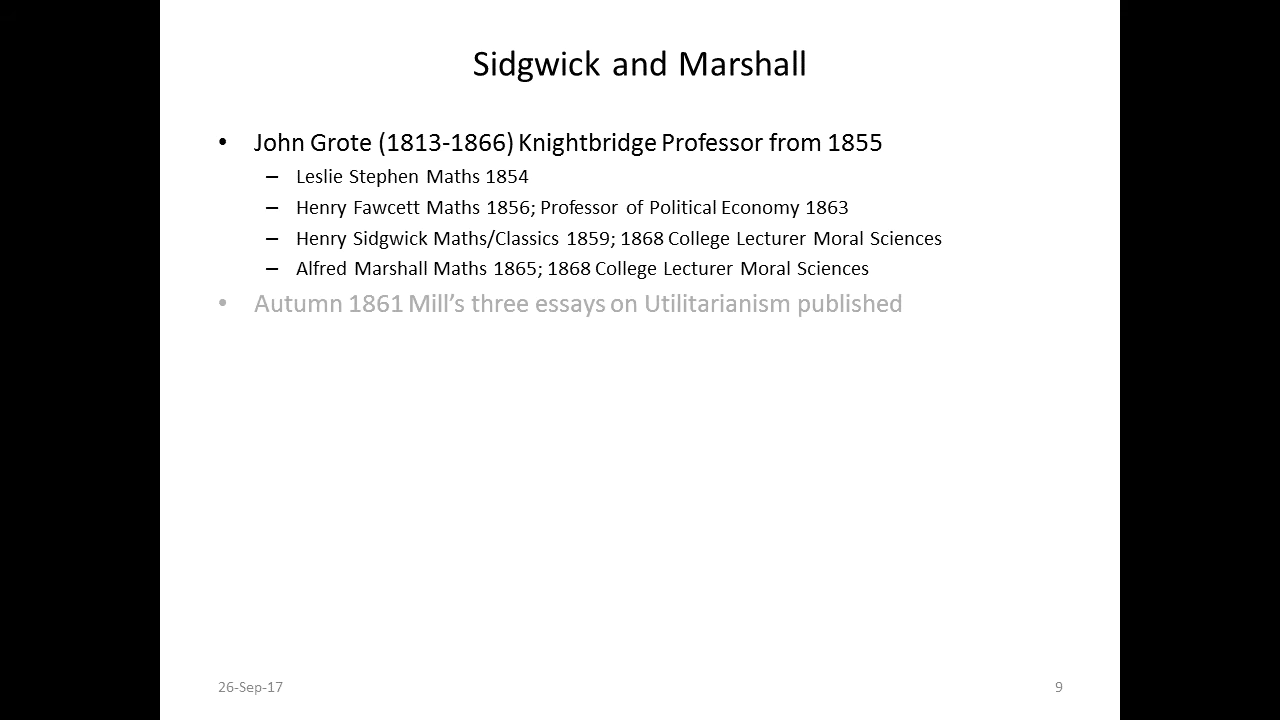 Sidgwick and Marshall
• John Grote (1813-1866) Knightbridge Professor from 1855
– Leslie Stephen Maths 1854
– Henry Fawcett Maths 1856; Professor of Political Economy 1863
– Henry Sidgwick Maths/Classics 1859; 1868 College Lecturer Moral Sciences
– Alfred Marshall Maths 1865; 1868 College Lecturer Moral Sciences
• Autumn 1861 Mill’s three essays on Utilitarianism published
26-Sep-17
9